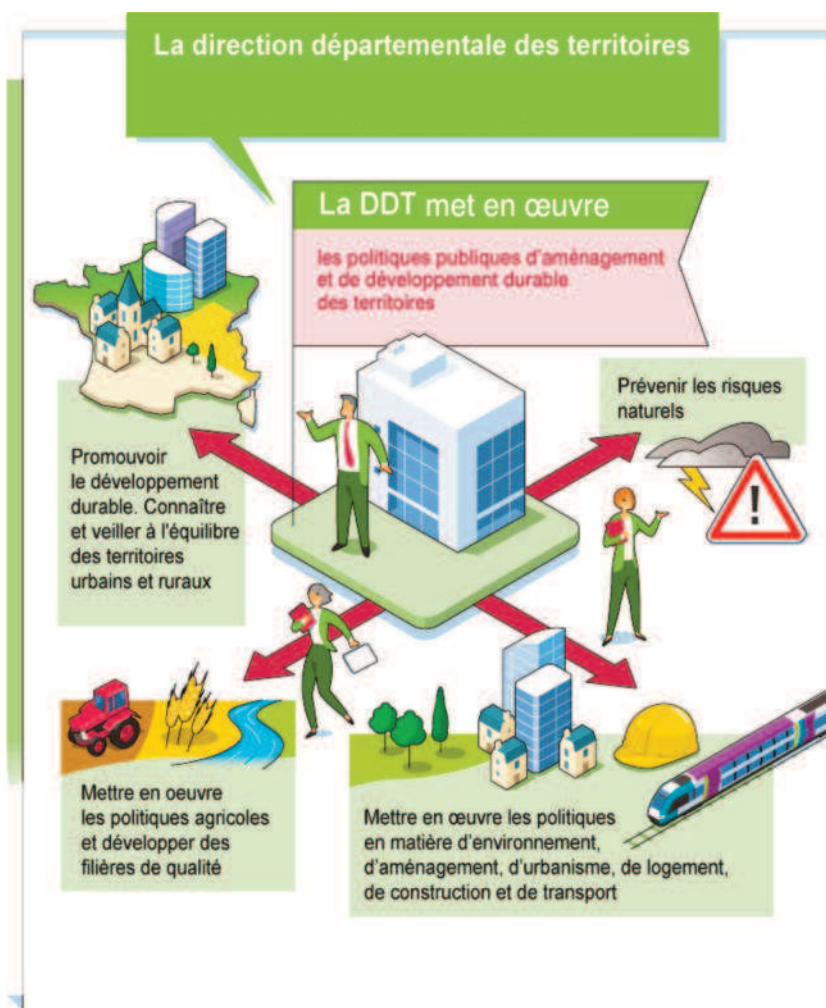 La direction départementale des territoires
La DDT met en œuvre
les politiques publiques d'aménagement
et de développement durable
des territoires
Prévenir les risques
naturels
Promouvoir
le développement
durable. Connaître
et veiller à l'équilibre
des territoires
urbains et ruraux
Mettre en oeuvre
les politiques agricoles
et développer des
filières de qualité
Mettre en œuvre les politiques
en matière d'environnement,
d'aménagement, d'urbanisme, de logement,
de construction et de transport